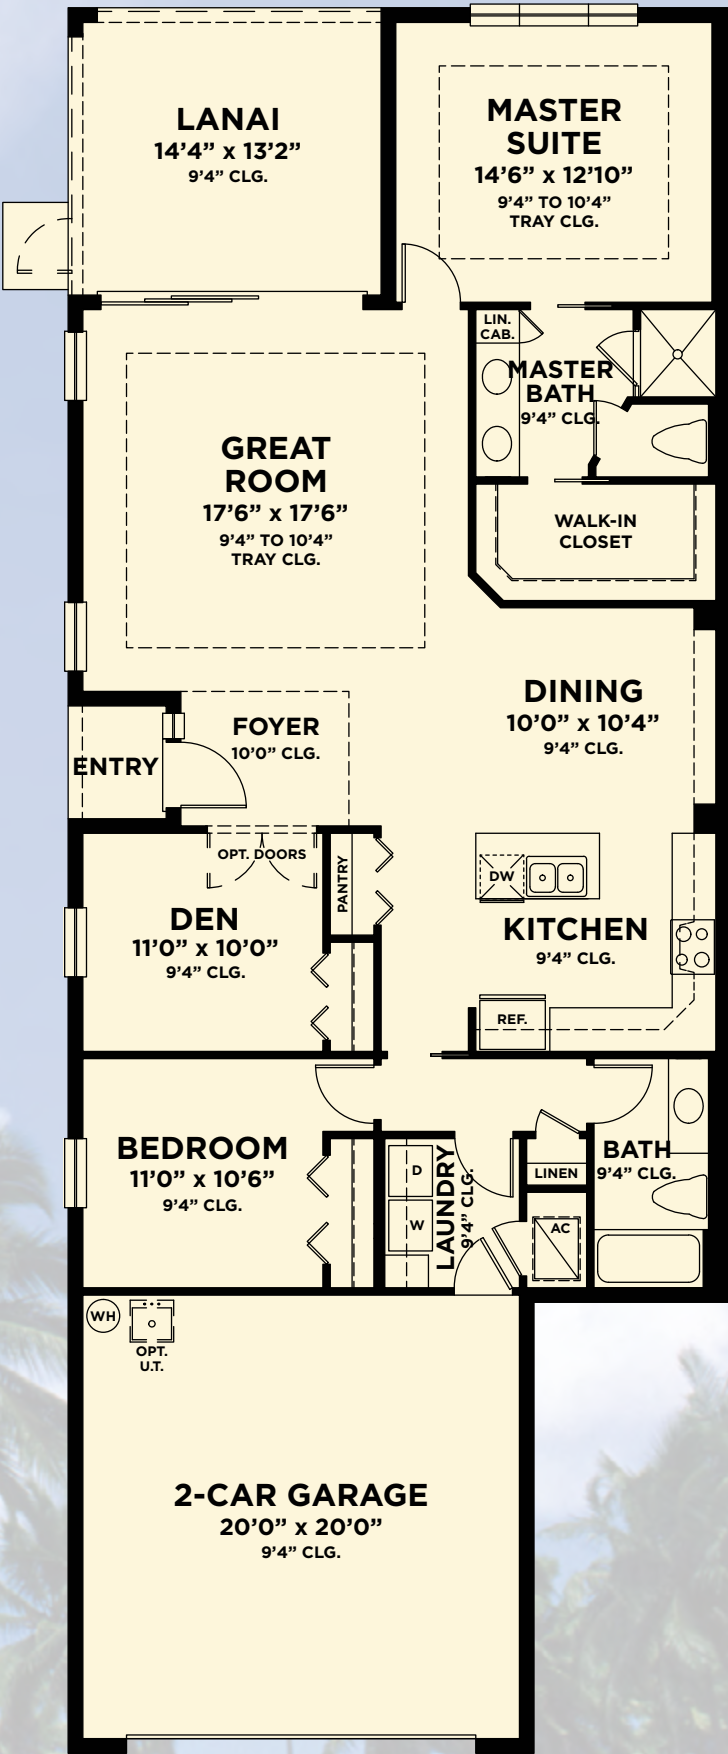 LANAI
14'4” x 13'2”
9'4” CLG.
MASTER
SUITE
14'6” x 12'10”
9'4” TO 10'4”
TRAY CLG.
LIN.
CAB.
MASTER
BATH
9'4” CLG.
GREAT
ROOM
17'6” x 17'6”
9'4” TO 10'4”
TRAY CLG.
WALK-IN
CLOSET
DINING
10'0” x 10'4”
9'4” CLG.
FOYER
10'0” CLG.
ENTRY
OPT. DOORS
PANTRY
DW
DEN
11'0” x 10'0”
9'4” CLG.
KITCHEN
9'4” CLG.
REF.
BEDROOM
11'0” x 10'6”
9'4” CLG.
D
W
LAUNDRY
9'4” CLG.
LINEN
AC
BATH
9'4” CLG.
WH
OPT.
U.T.
2-CAR GARAGE
20'0” x 20'0”
9'4” CLG.